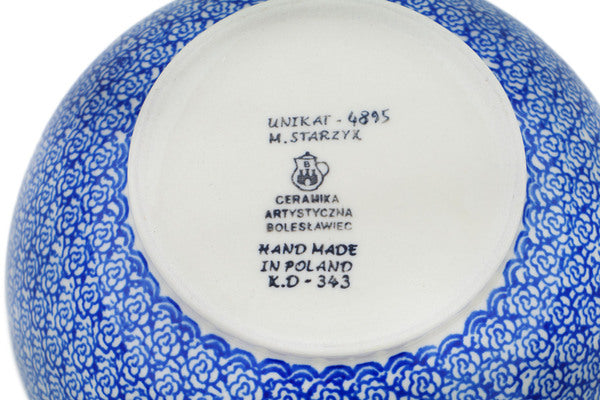 UNIKAT - 4895
M. STARZYK
B
CERAMIKA
ARTYSTYCZNA
BOLESŁAWIEC
HAND MADE
IN POLAND
K.D - 343